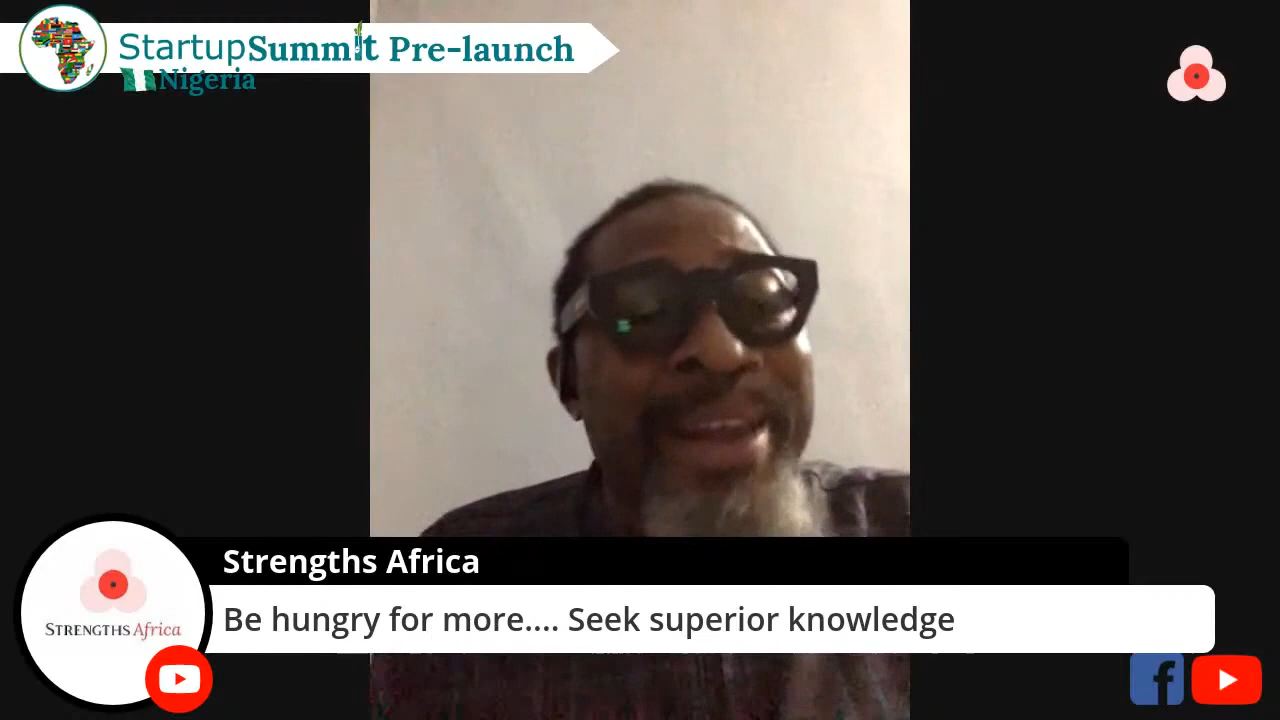 StartupSummit Pre-launch
Nigeria
Strengths Africa
Be hungry for more.... Seek superior knowledge
STRENGTHS Africa